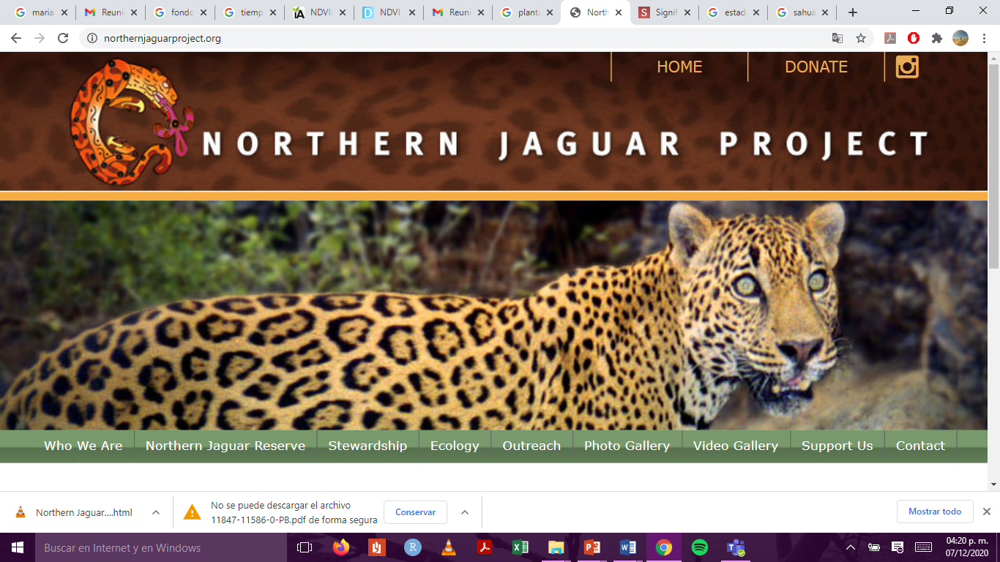 maria
Reuni
fondo
tiemp
NDVI:
NDVI
Reuni
planta
North
Signif
estadi
sahua
northernjaguarproject.org
HOME
DONATE
NORTHERN JAGUAR PROJECT
Who We Are
Northern Jaguar Reserve
Stewardship
Ecology
Outreach
Photo Gallery
Video Gallery
Support Us
Contact
Northern Jaguar....html
No se puede descargar el archivo
11847-11586-0-PB.pdf de forma segura
Conservar
Mostrar todo
Buscar en Internet y en Windows
04:20 p. m.
07/12/2020